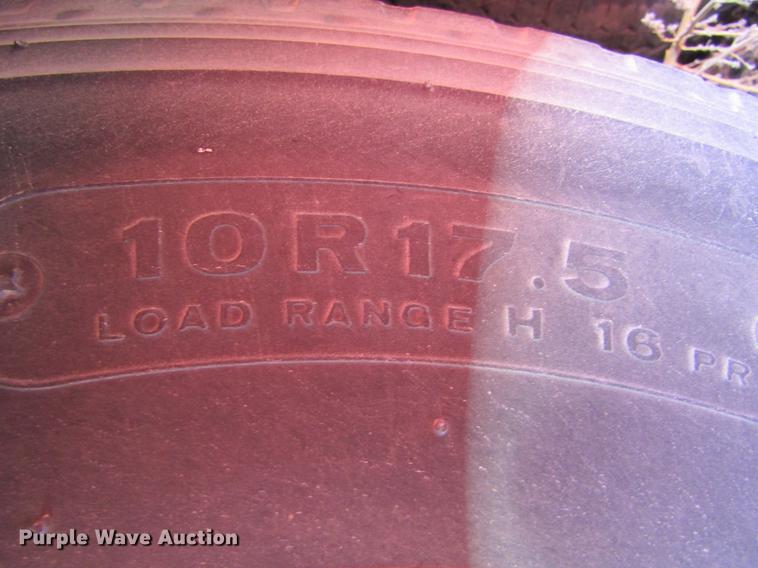 10R17.5
LOAD RANGE H 16 PR
Purple Wave Auction